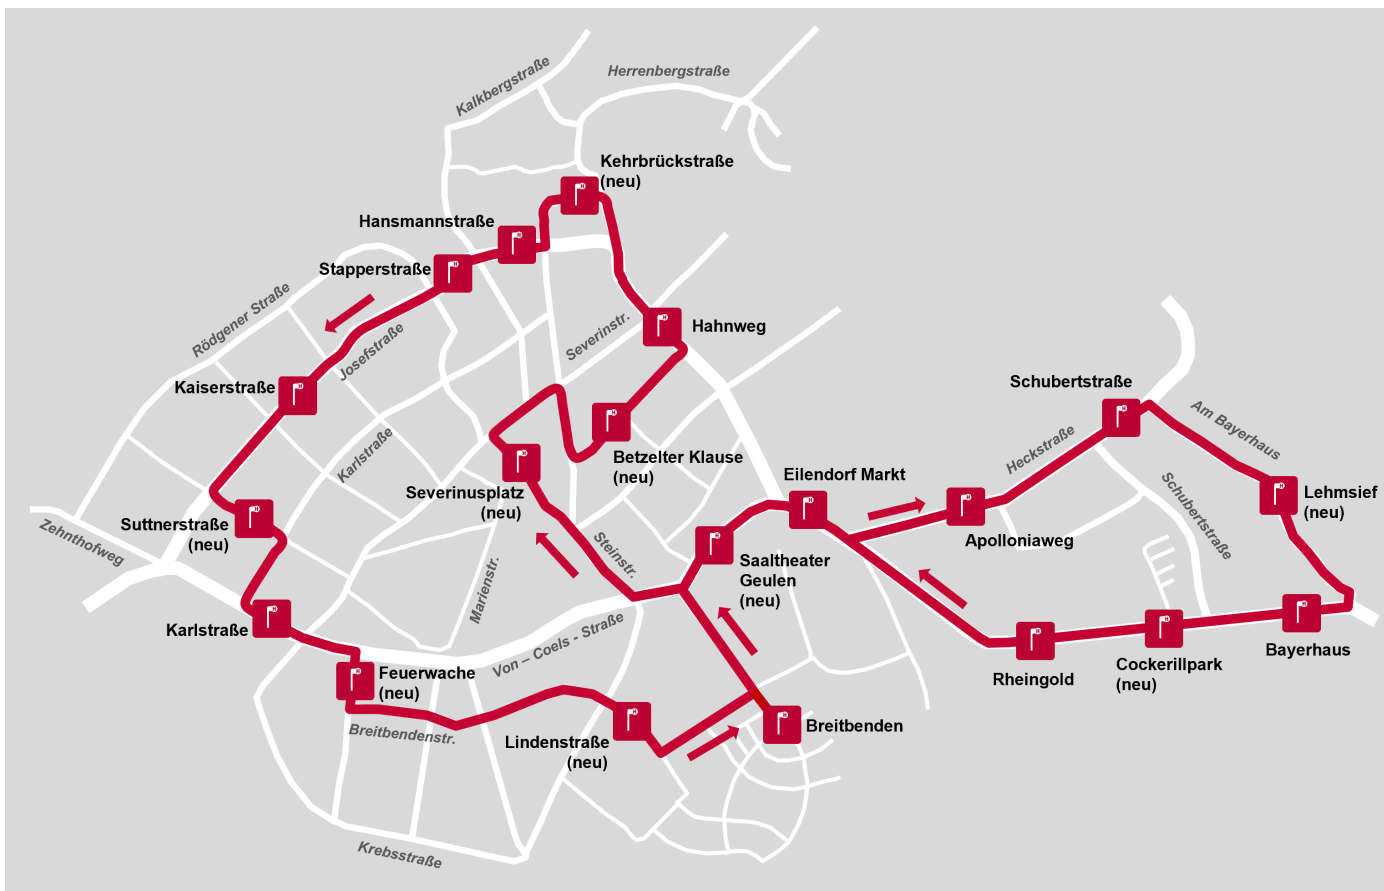 Kalkbergstraße
Herrenbergstraße
Kehrbrückstraße
(neu)
Hansmannstraße
Stapperstraße
Rödgener Straße
Josefstraße
Severinstr.
Hahnweg
Kaiserstraße
Schubertstraße
Am Bayerhaus
Karlstraße
Heckstraße
Betzelter Klause
(neu)
Eilendorf Markt
Severinusplatz
(neu)
Lehmsief
(neu)
Schubertstraße
Zehnthofweg
Suttnerstraße
(neu)
Steinstr.
Apolloniaweg
Saaltheater
Geulen
(neu)
Marienstr.
Karlstraße
Von – Coels - Straße
Bayerhaus
Feuerwache
(neu)
Rheingold
Cockerillpark
(neu)
Breitbendenstr.
Lindenstraße
(neu)
Breitbenden
Krebsstraße